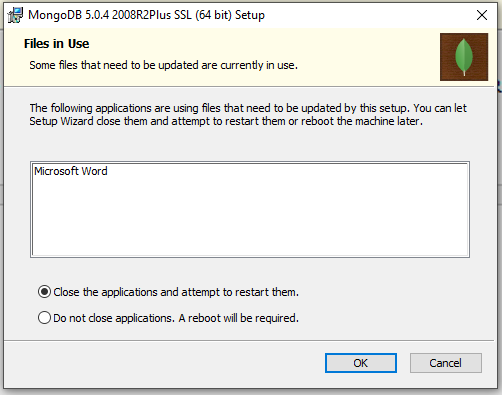 MongoDB 5.0.4 2008R2Plus SSL (64 bit) Setup
Files in Use
Some files that need to be updated are currently in use.
The following applications are using files that need to be updated by this setup. You can let
Setup Wizard close them and attempt to restart them or reboot the machine later.
Microsoft Word
Close the applications and attempt to restart them.
Do not close applications. A reboot will be required.
OK
Cancel